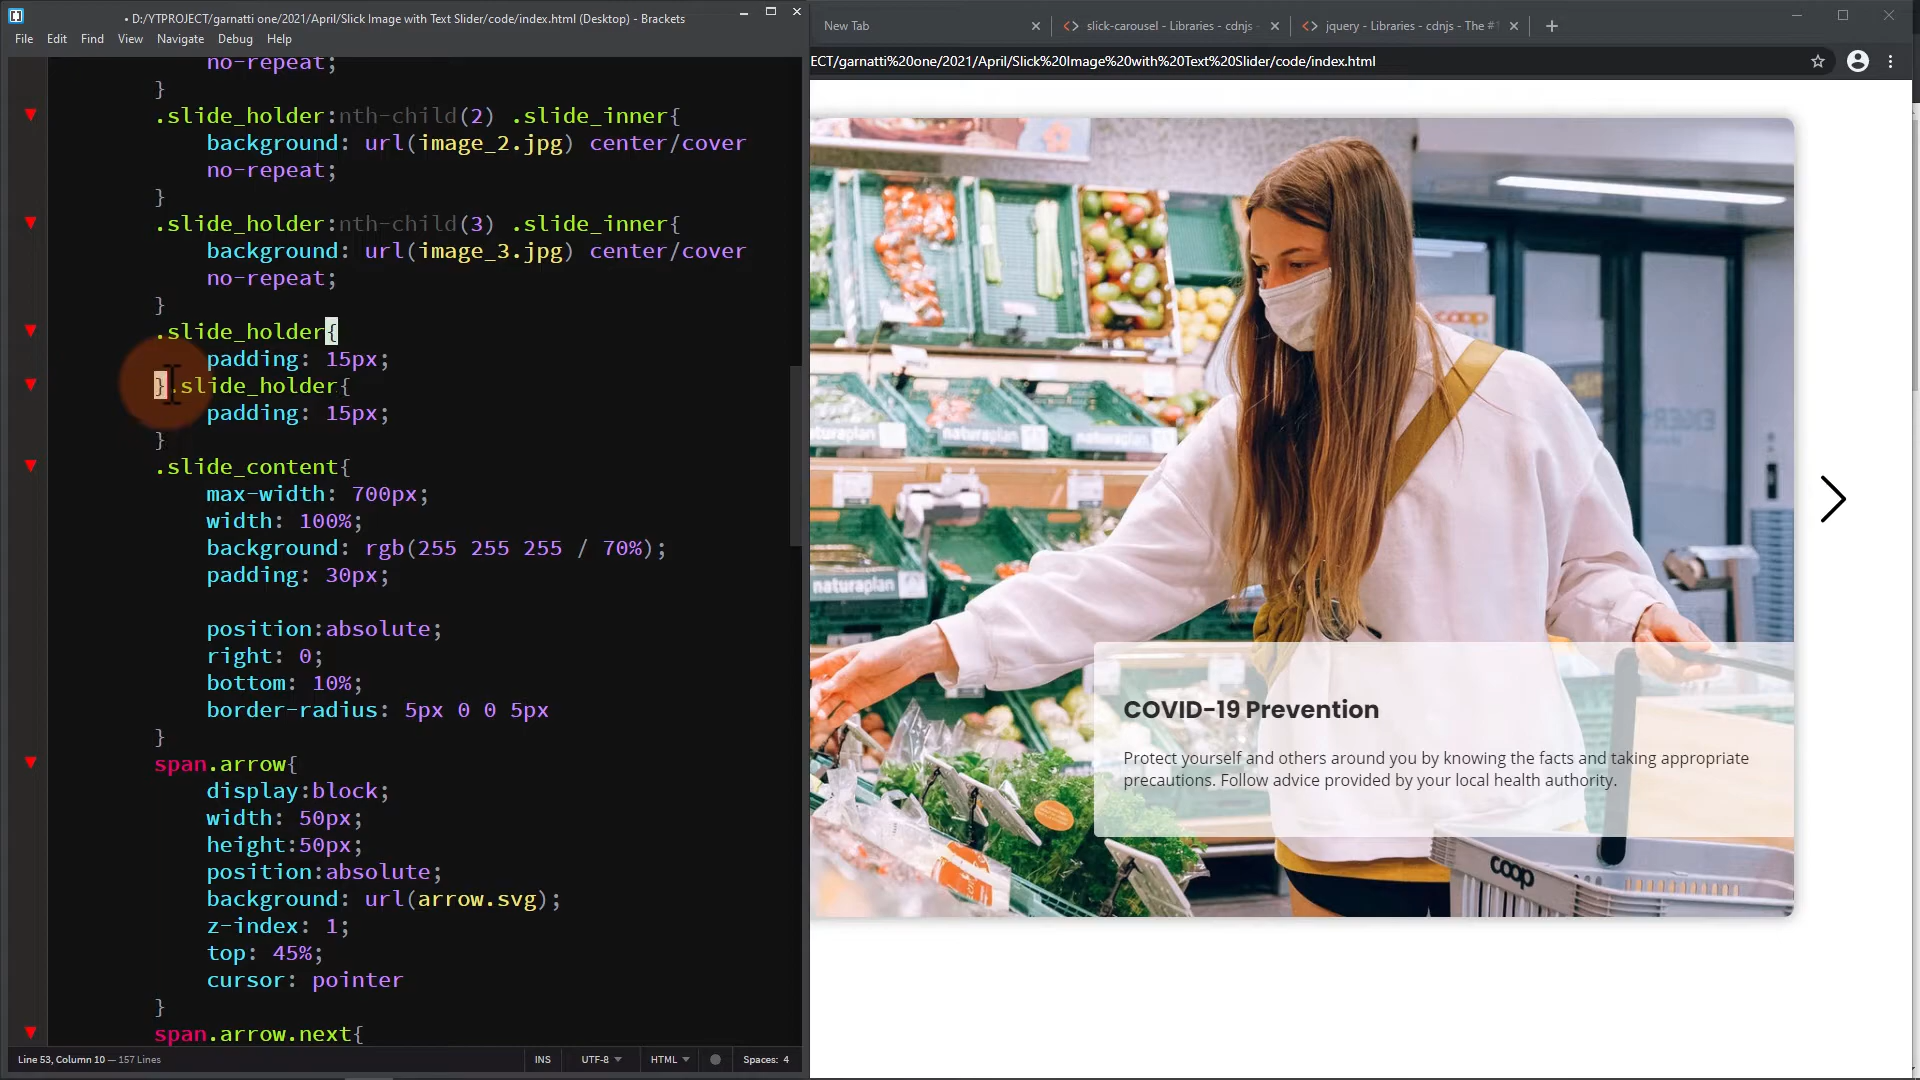 • D:/YTPROJECT/garnatti one/2021/April/Slick Image with Text Slider/code/index.html (Desktop) - Brackets
File Edit Find View Navigate Debug Help
no-repeat;
}
.slide_holder:nth-child(2) .slide_inner{
background: url(image_2.jpg) center/cover
no-repeat;
}
.slide_holder:nth-child(3) .slide_inner{
background: url(image_3.jpg) center/cover
no-repeat;
}
.slide_holder{
padding: 15px;
}.slide_holder{
padding: 15px;
}
.slide_content{
max-width: 700px;
width: 100%;
background: rgb(255 255 255 / 70%);
padding: 30px;
position:absolute;
right: 0;
bottom: 10%;
border-radius: 5px 0 0 5px
}
span.arrow{
display:block;
width: 50px;
height:50px;
position:absolute;
background: url(arrow.svg);
z-index: 1;
top: 45%;
cursor: pointer
}
span.arrow.next{
Line 53, Column 10 — 157 Lines
INS UTF-8 HTML Spaces: 4
New Tab
slick-carousel - Libraries - cdnjs
jquery - Libraries - cdnjs - The #1
ECT/garnatti%20one/2021/April/Slick%20Image%20with%20Text%20Slider/code/index.html
naturaplan
naturaplan
naturaplan
naturaplan
COVID-19 Prevention
Protect yourself and others around you by knowing the facts and taking appropriate
precautions. Follow advice provided by your local health authority.
coop